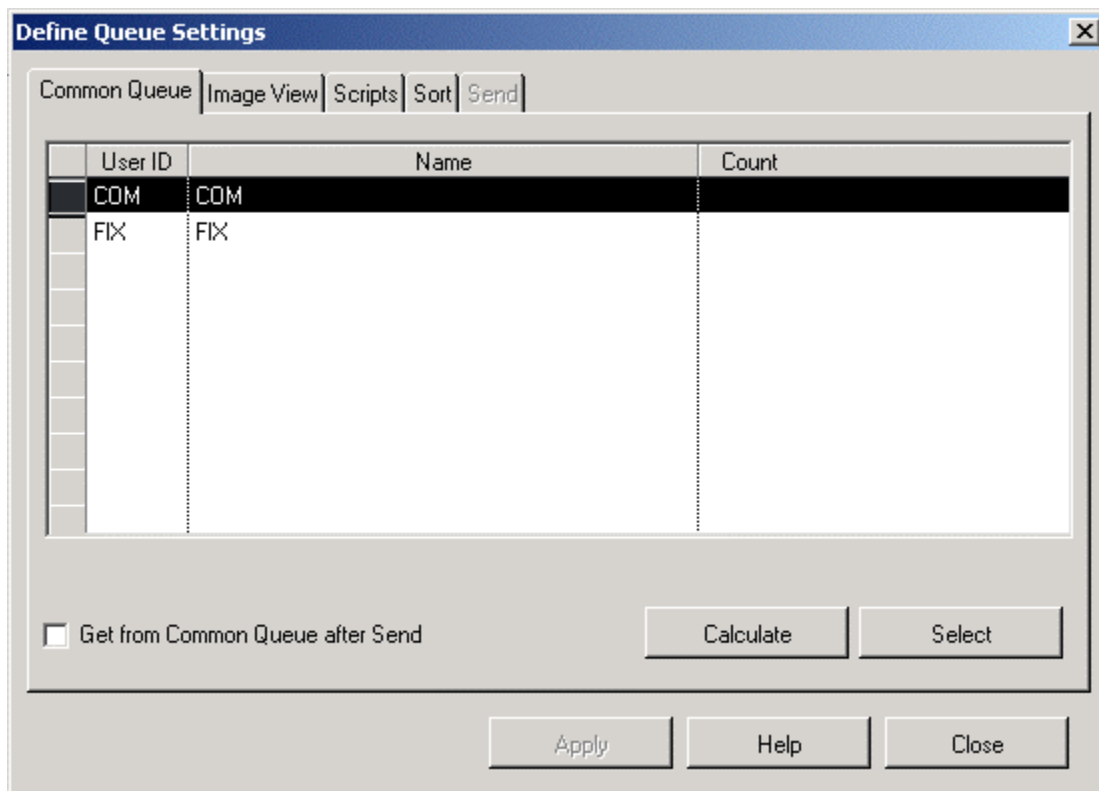 Define Queue Settings
Common Queue Image View Scripts Sort Send
User ID Name Count
COM COM
FIX FIX
Get from Common Queue after Send Calculate Select
Apply Help Close